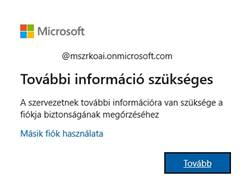 Microsoft
@mszrkoai.onmicrosoft.com
További információ szükséges
A szervezetnek további információra van szüksége a
fiókja biztonságának megőrzéséhez
Másik fiók használata
Tovább